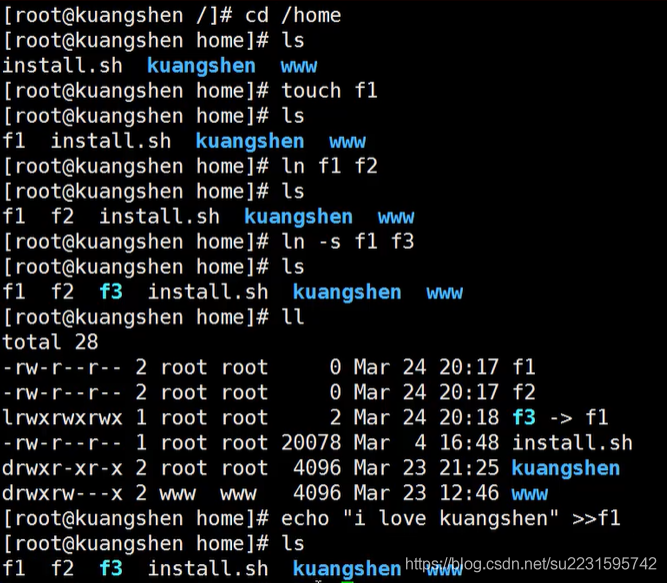 [root@kuangshen /]# cd /home
[root@kuangshen home]# ls
install.sh  kuangshen  www
[root@kuangshen home]# touch f1
[root@kuangshen home]# ls
f1  install.sh  kuangshen  www
[root@kuangshen home]# ln f1 f2
[root@kuangshen home]# ls
f1  f2  install.sh  kuangshen  www
[root@kuangshen home]# ln -s f1 f3
[root@kuangshen home]# ls
f1  f2  f3  install.sh  kuangshen  www
[root@kuangshen home]# ll
total 28
-rw-r--r-- 2 root root     0 Mar 24 20:17 f1
-rw-r--r-- 2 root root     0 Mar 24 20:17 f2
lrwxrwxrwx 1 root root     2 Mar 24 20:18 f3 -> f1
-rw-r--r-- 1 root root 20078 Mar  4 16:48 install.sh
drwxr-xr-x 2 root root  4096 Mar 23 21:25 kuangshen
drwxrw---x 2 www  www   4096 Mar 23 12:46 www
[root@kuangshen home]# echo "i love kuangshen" >>f1
[root@kuangshen home]# ls
f1  f2  f3  install.sh  kuangshen  www
https://blog.csdn.net/su2231595742